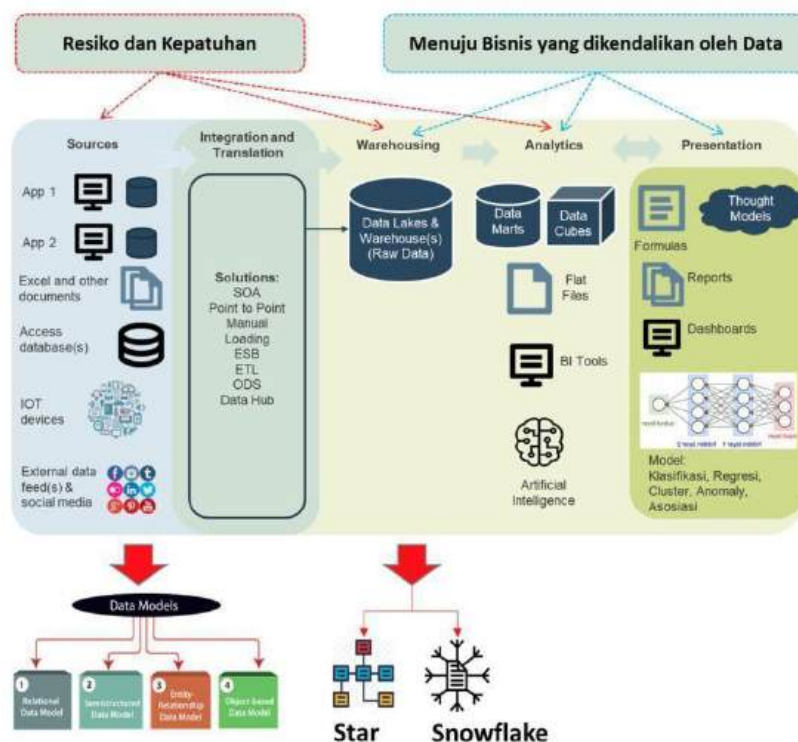 Resiko dan Kepatuhan
Menuju Bisnis yang dikendalikan oleh Data
Sources
Integration and
Translation
Warehousing
Analytics
Presentation
App 1
App 2
Excel and other
documents
Access
database(s)
IOT
devices
External data
feed(s) &
social media
Solutions:
SOA
Point to Point
Manual
Loading
ESB
ETL
ODS
Data Hub
Data Lakes &
Warehouse(s)
(Raw Data)
Data
Marts
Data
Cubes
Flat
Files
BI Tools
Artificial
Intelligence
Thought
Models
Formulas
Reports
Dashboards
Model:
Klasifikasi, Regresi,
Cluster, Anomaly,
Asosiasi
Data Models
1
Relational
Data Model
2
Semistructured
Data Model
3
Entity-
Relationship
Data Model
4
Object-based
Data Model
Star
Snowflake